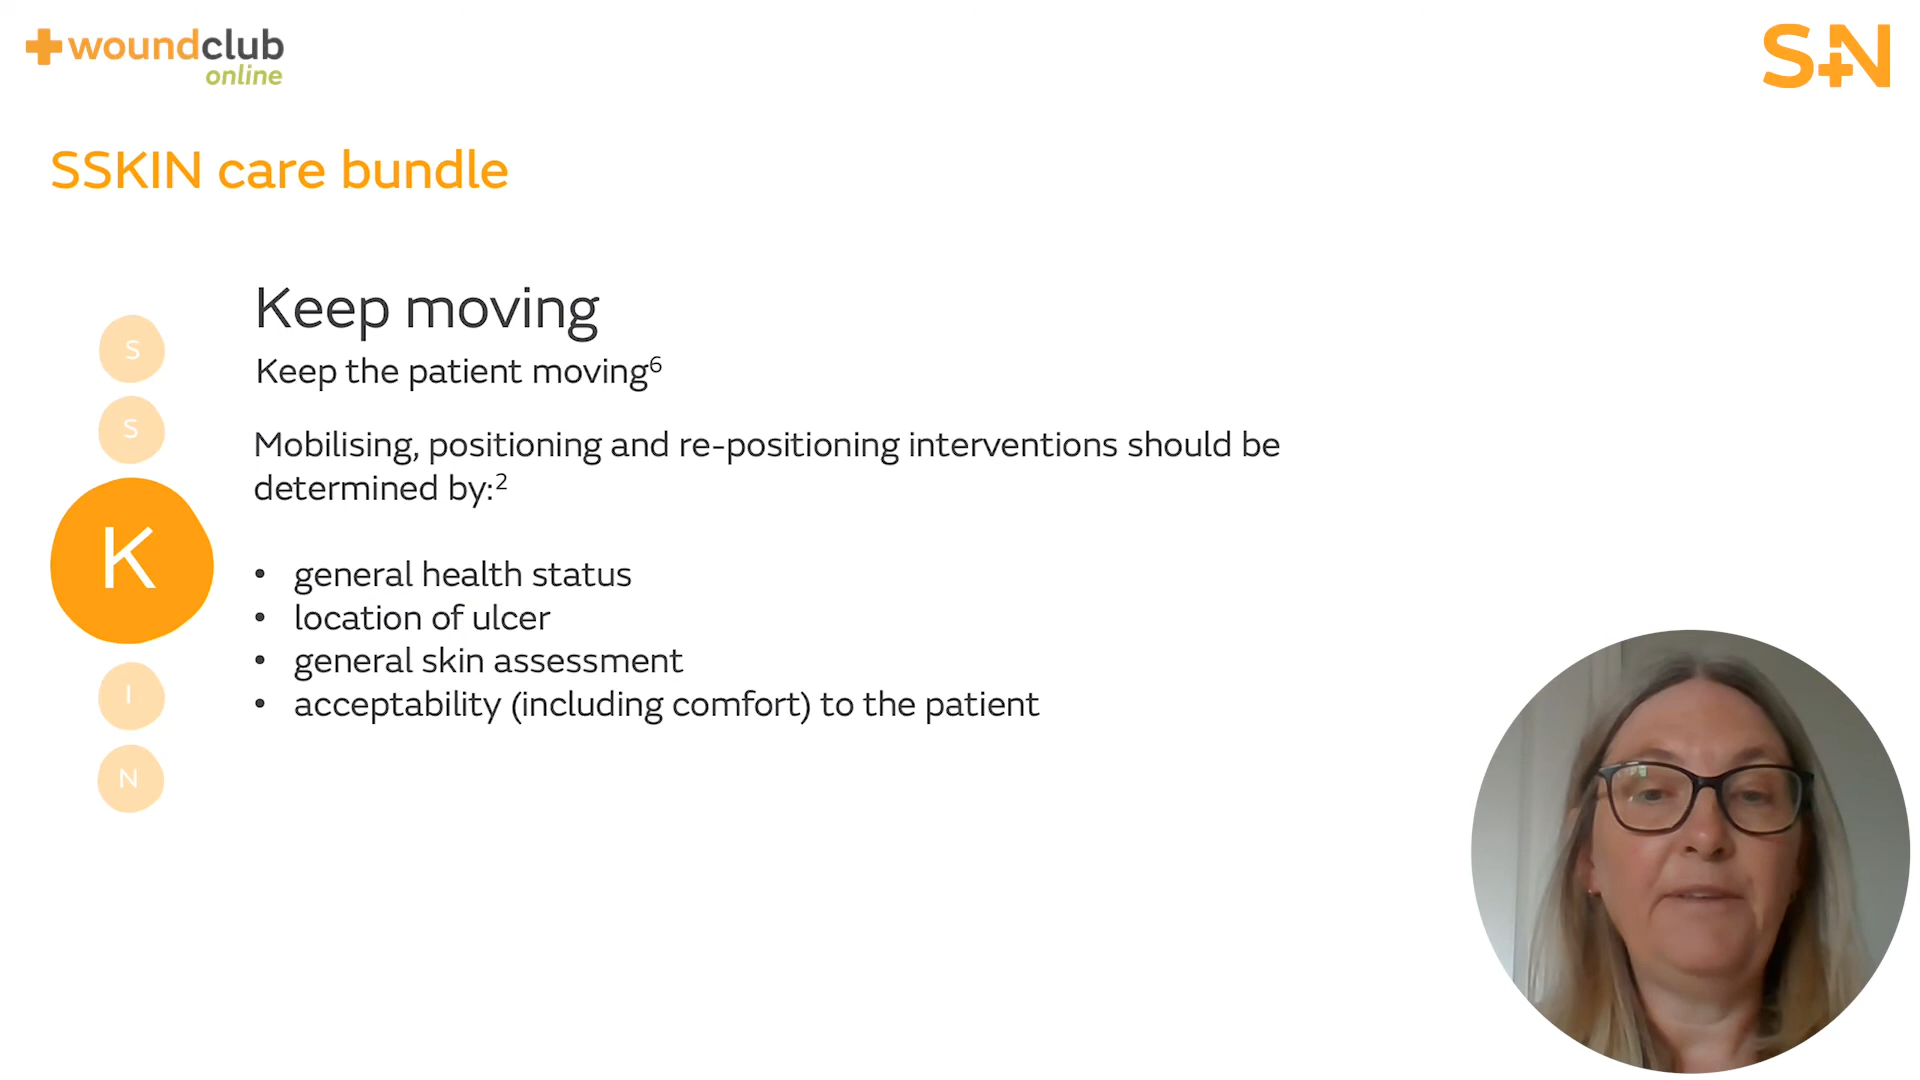 woundclub
online
S+N
SSKIN care bundle
Keep moving
Keep the patient moving⁶
Mobilising, positioning and re-positioning interventions should be
determined by:²
• general health status
• location of ulcer
• general skin assessment
• acceptability (including comfort) to the patient
S
S
K
I
N